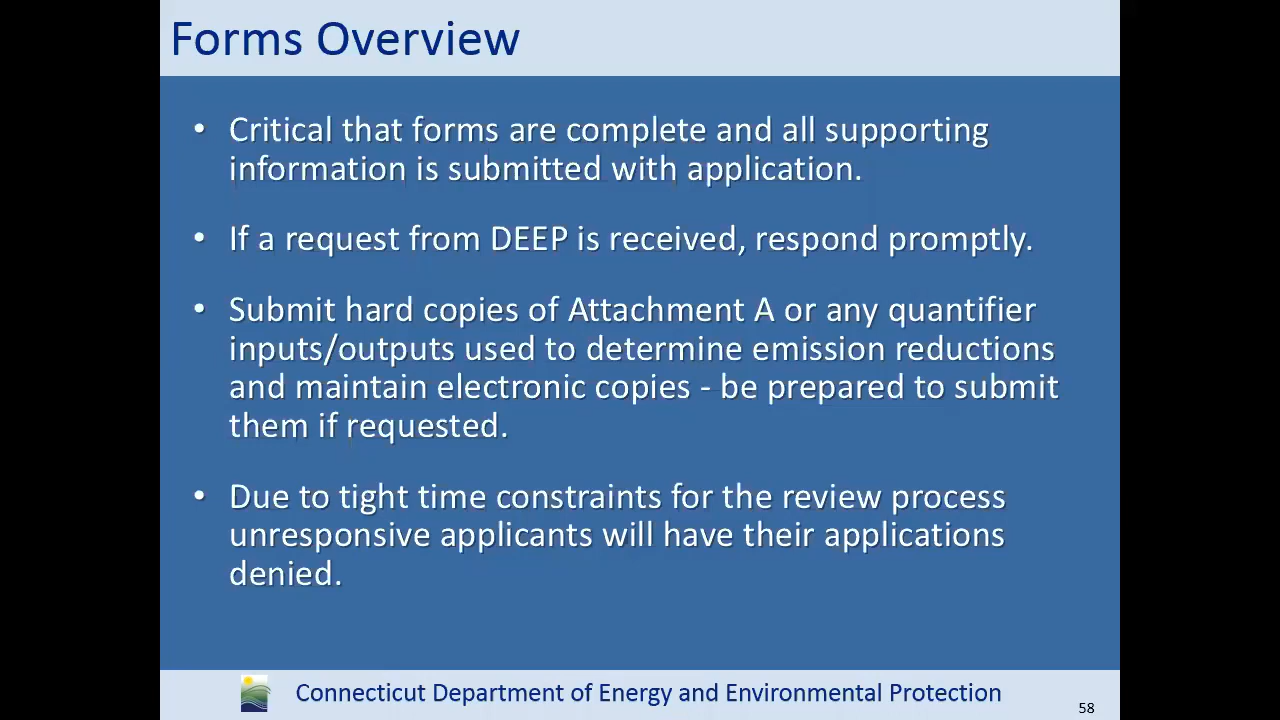 Forms Overview
• Critical that forms are complete and all supporting
information is submitted with application.
• If a request from DEEP is received, respond promptly.
• Submit hard copies of Attachment A or any quantifier
inputs/outputs used to determine emission reductions
and maintain electronic copies - be prepared to submit
them if requested.
• Due to tight time constraints for the review process
unresponsive applicants will have their applications
denied.
Connecticut Department of Energy and Environmental Protection
58